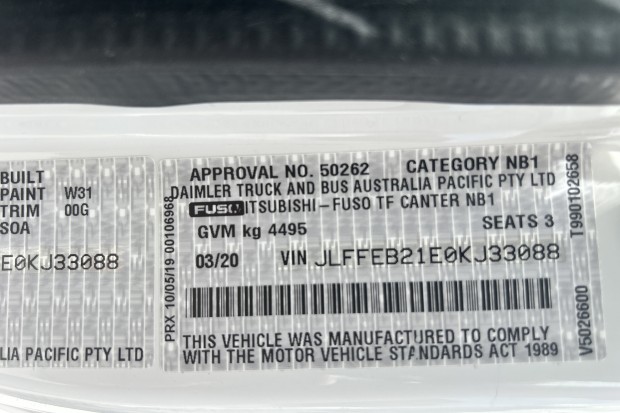 BUILT
PAINT W31
TRIM 00G
SOA
E0KJ33088
LIA PACIFIC PTY LTD
PRX 10/05/19 00106968
APPROVAL NO. 50262 CATEGORY NB1
DAIMLER TRUCK AND BUS AUSTRALIA PACIFIC PTY LTD
FUSO ITSUBISHI-FUSO TF CANTER NB1
GVM kg 4495 SEATS 3
03/20 VIN JLFFEB21E0KJ33088
THIS VEHICLE WAS MANUFACTURED TO COMPLY
WITH THE MOTOR VEHICLE STANDARDS ACT 1989
T990102658
V5026600